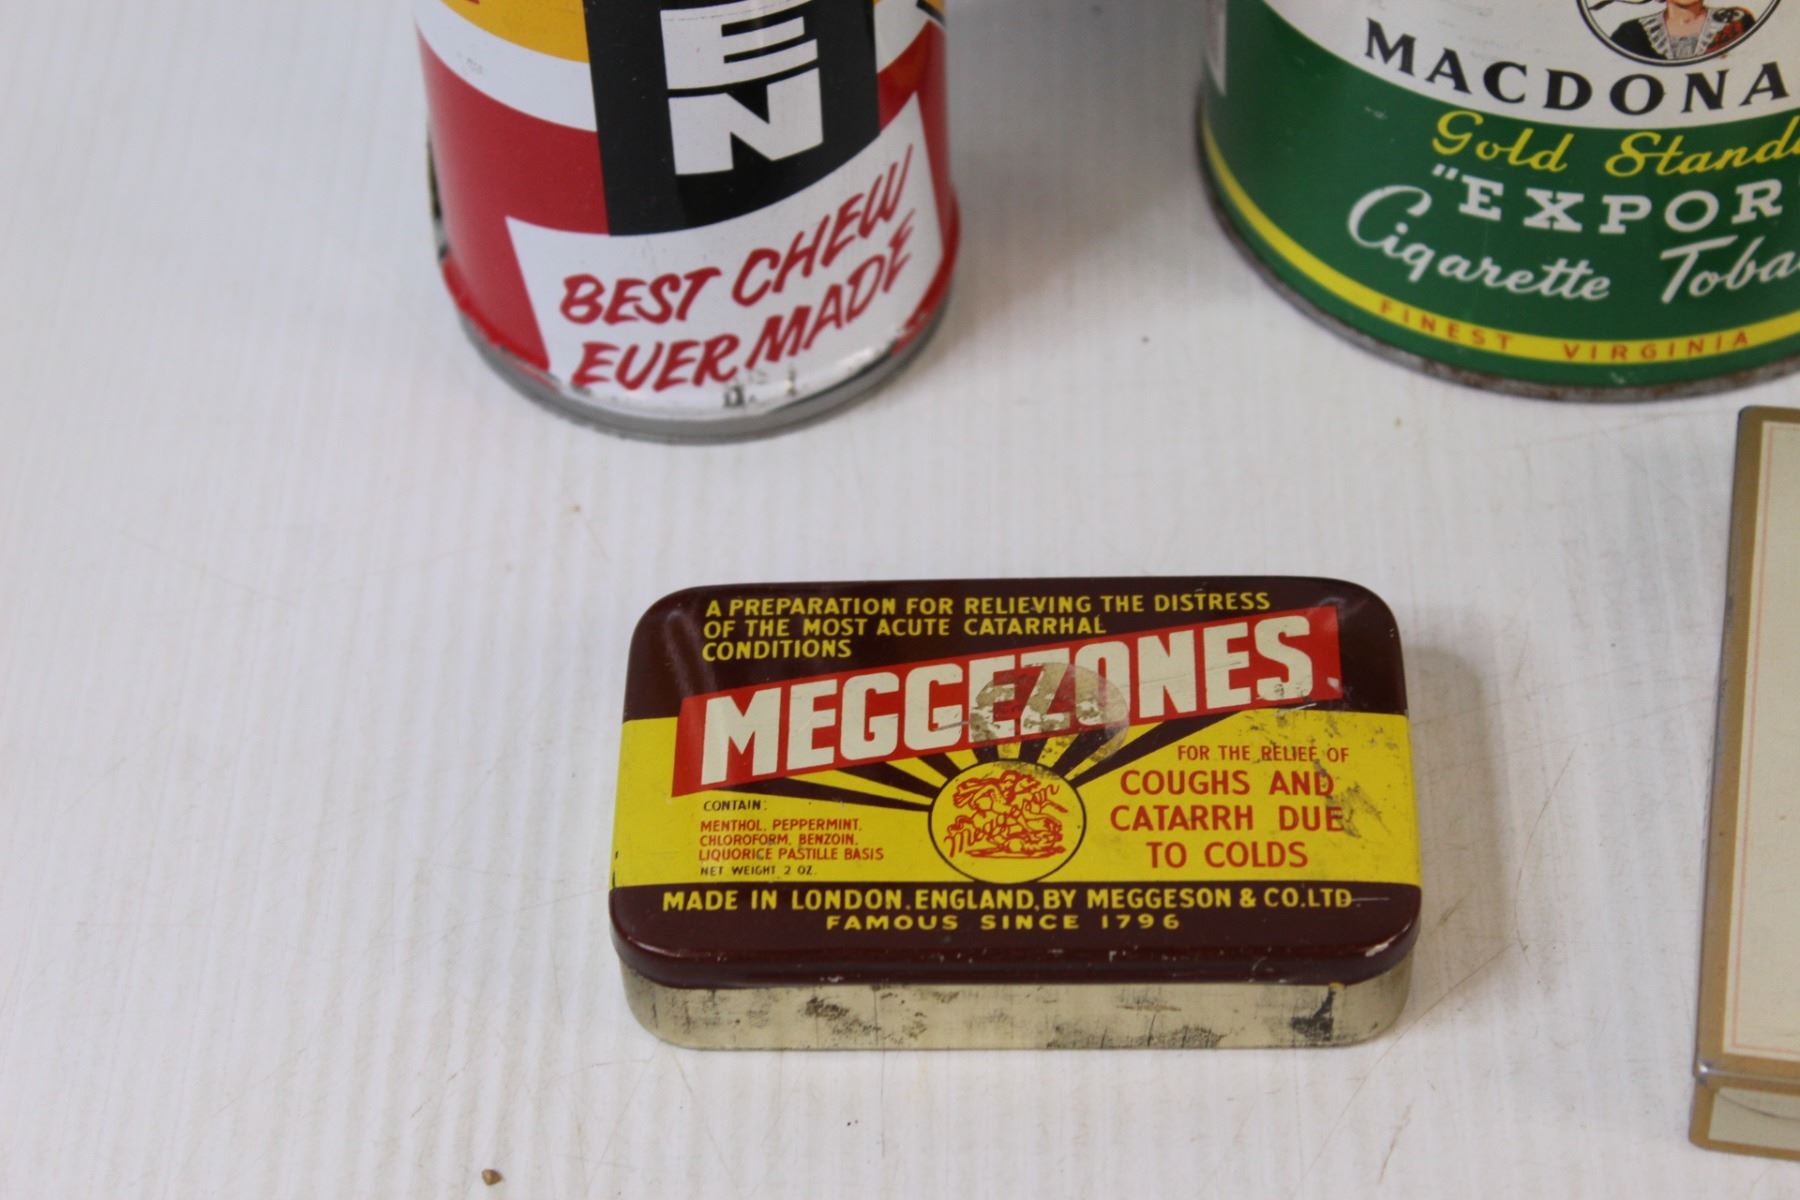 EN
BEST CHEW
EVER MADE
MACDONA
Gold Standa
"EXPOR
Cigarette Toba
FINEST VIRGINIA
A PREPARATION FOR RELIEVING THE DISTRESS
OF THE MOST ACUTE CATARRHAL
CONDITIONS
MEGGEZONES
CONTAIN:
MENTHOL, PEPPERMINT,
CHLOROFORM, BENZOIN,
LIQUORICE PASTILLE BASIS
NET WEIGHT 2 OZ.
Meggeson
FOR THE RELIEF OF
COUGHS AND
CATARRH DUE
TO COLDS
MADE IN LONDON, ENGLAND, BY MEGGESON & CO. LTD
FAMOUS SINCE 1796